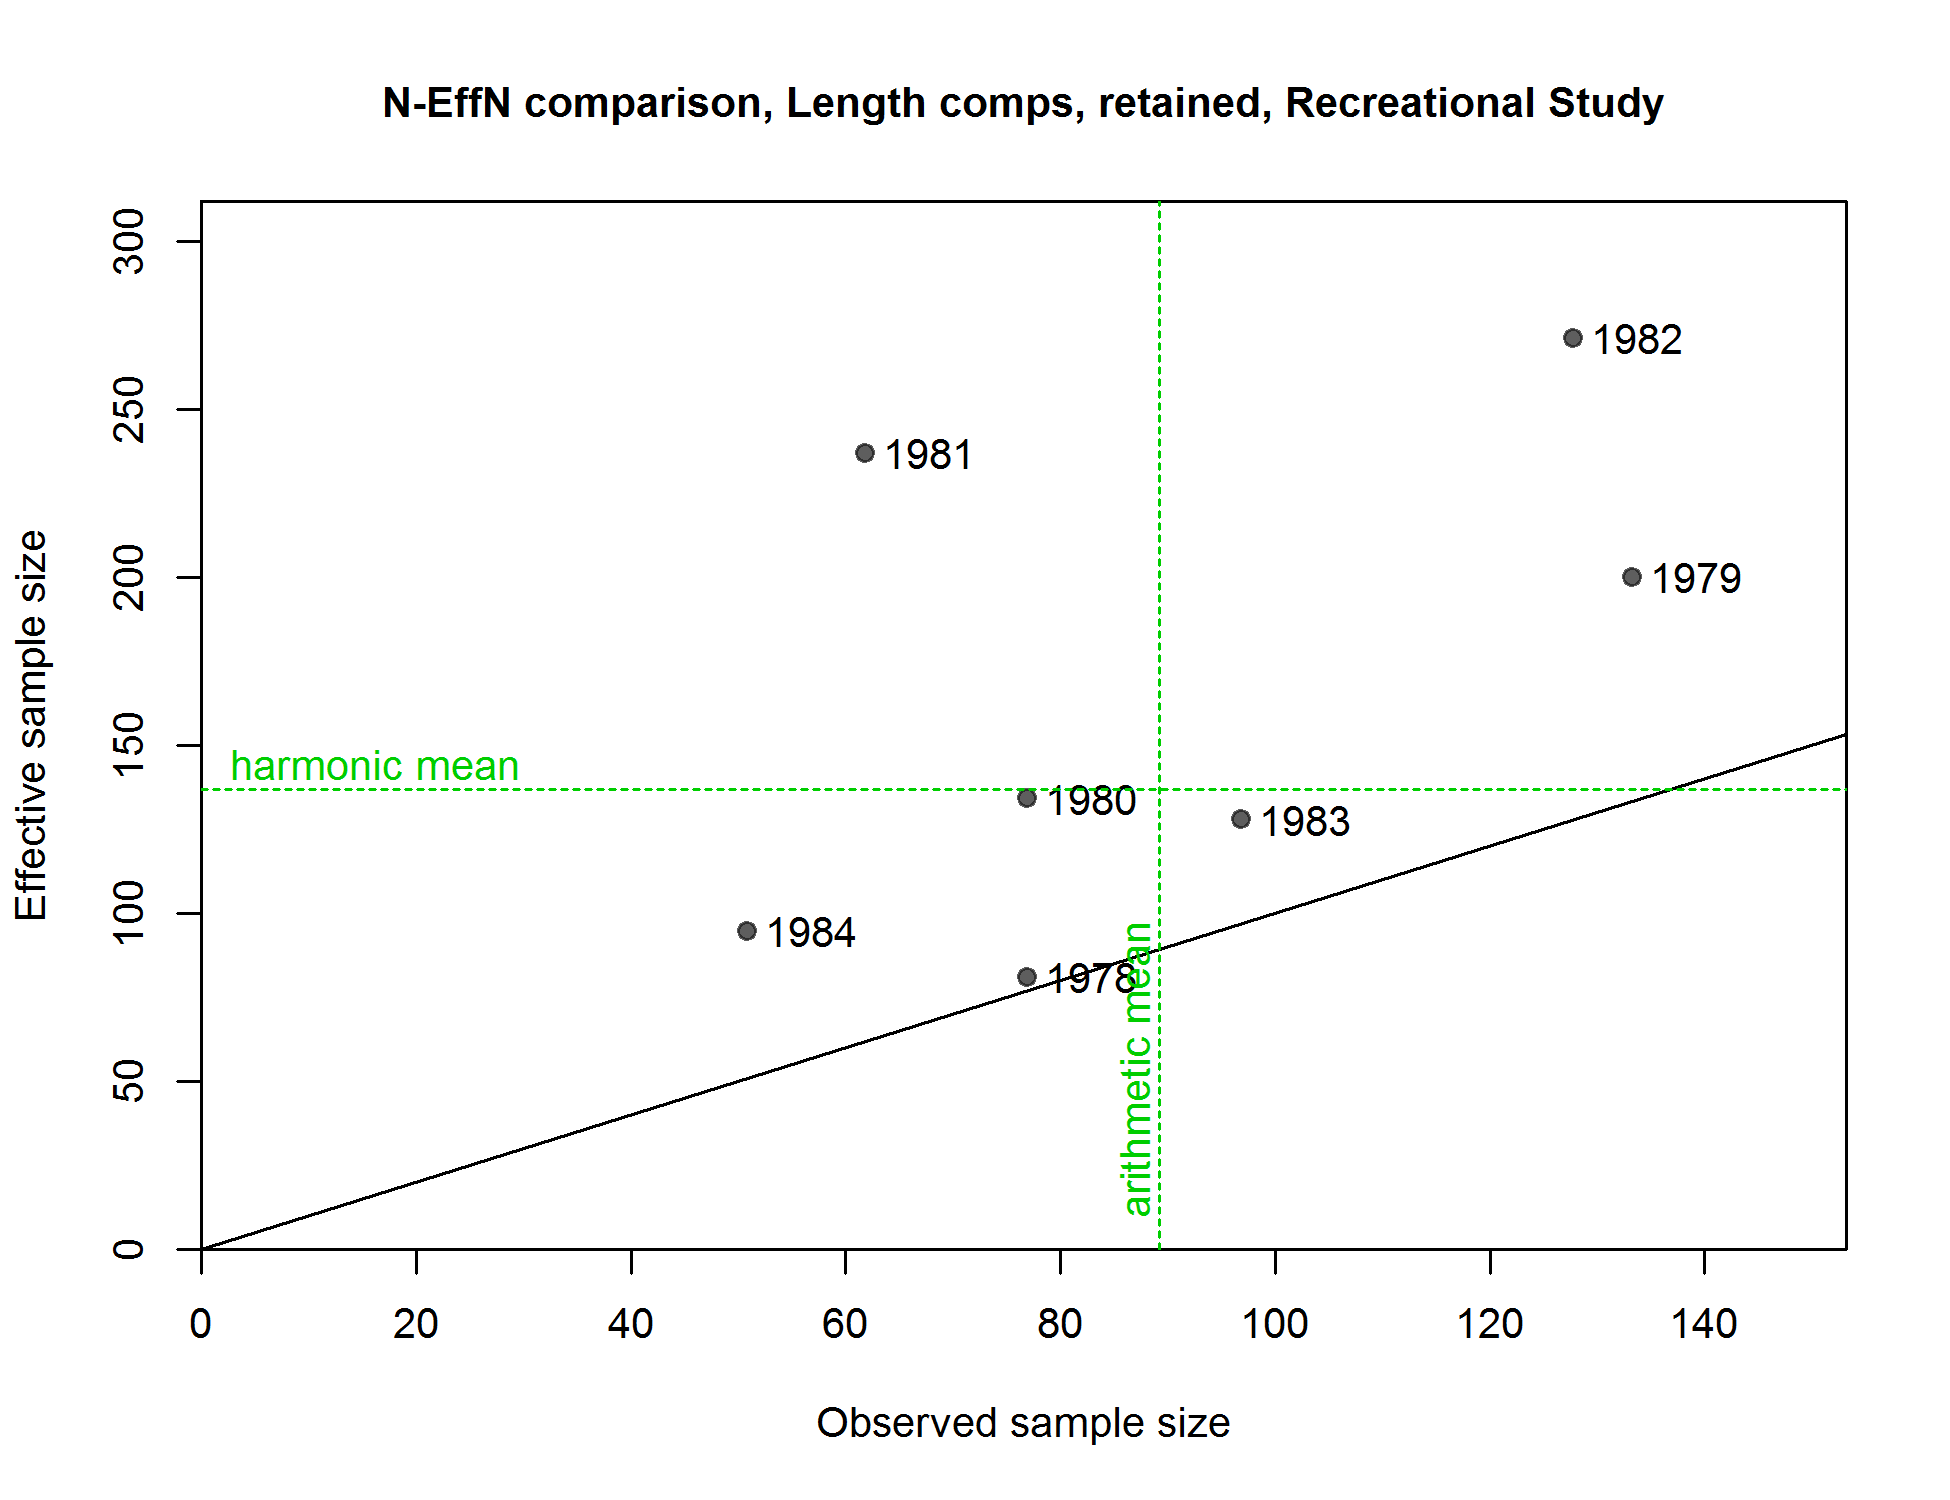 N-EffN comparison, Length comps, retained, Recreational Study
Effective sample size
300
250
200
150
100
50
0
1982
1981
1979
harmonic mean
1980
1983
1984
1978
arithmetic mean
0 20 40 60 80 100 120 140
Observed sample size